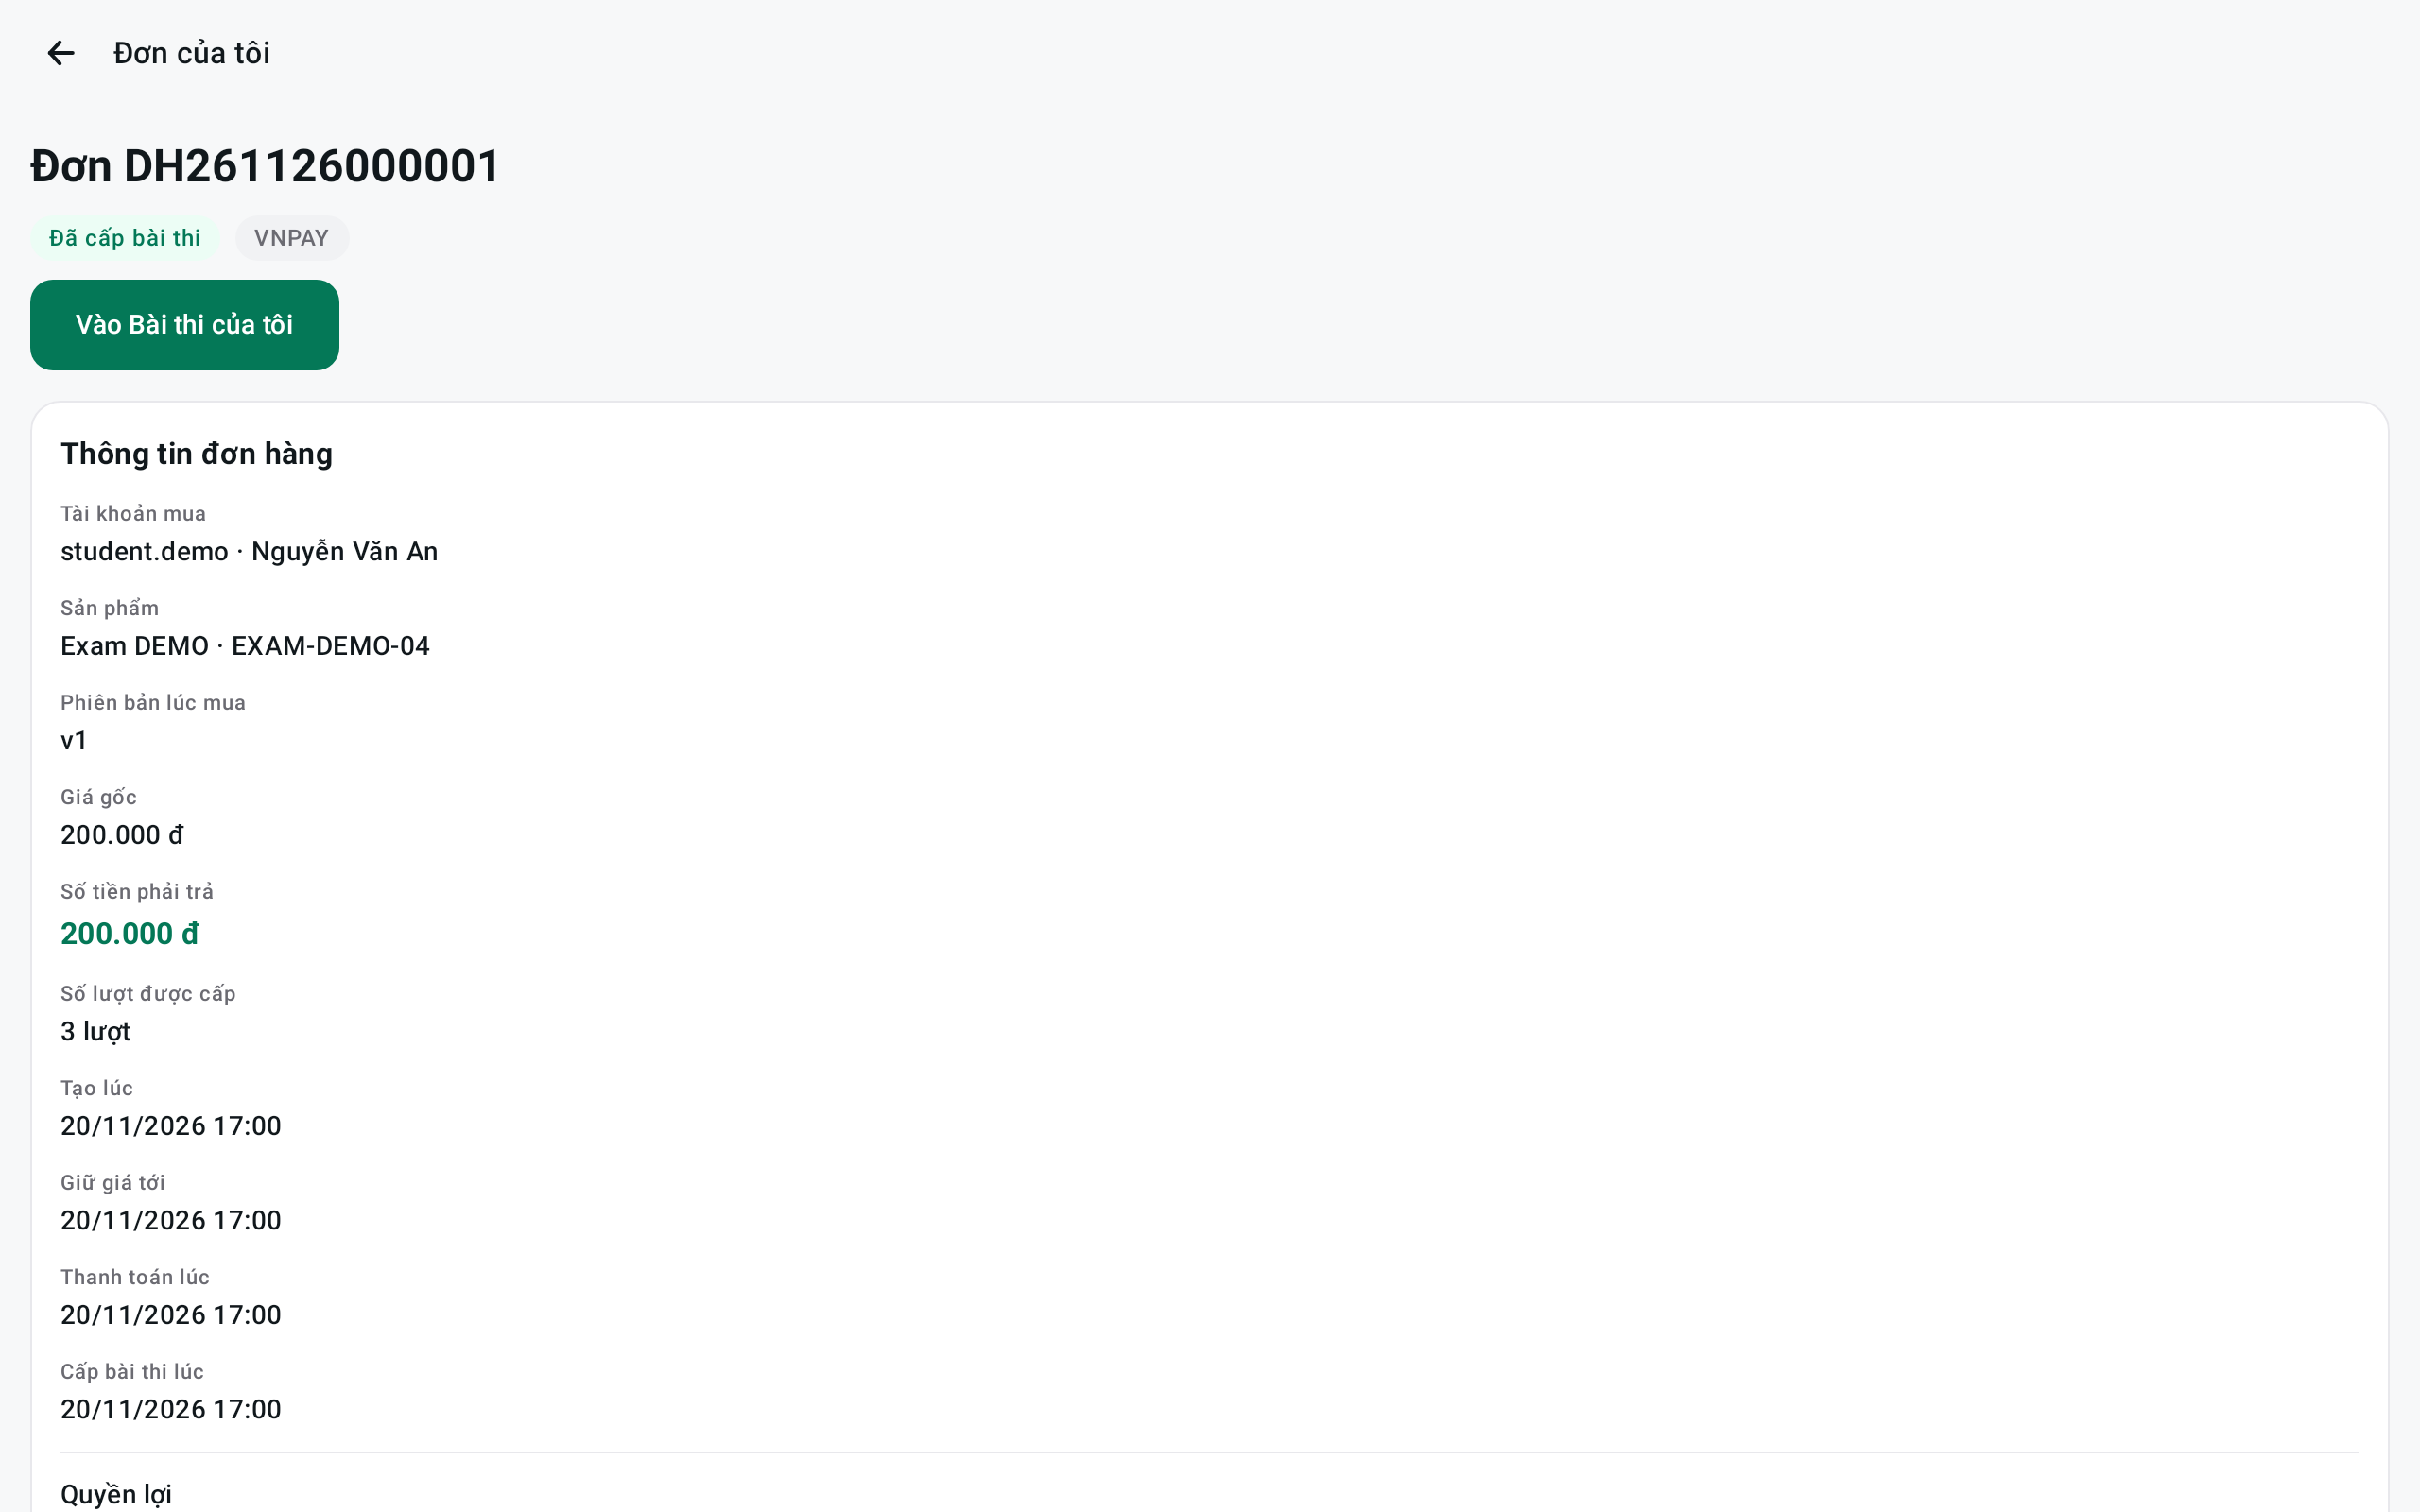 Đơn của tôi
Đơn DH261126000001
Đã cấp bài thi VNPAY
Vào Bài thi của tôi
Thông tin đơn hàng
Tài khoản mua
student.demo · Nguyễn Văn An
Sản phẩm
Exam DEMO · EXAM-DEMO-04
Phiên bản lúc mua
v1
Giá gốc
200.000 đ
Số tiền phải trả
200.000 đ
Số lượt được cấp
3 lượt
Tạo lúc
20/11/2026 17:00
Giữ giá tới
20/11/2026 17:00
Thanh toán lúc
20/11/2026 17:00
Cấp bài thi lúc
20/11/2026 17:00
Quyền lợi